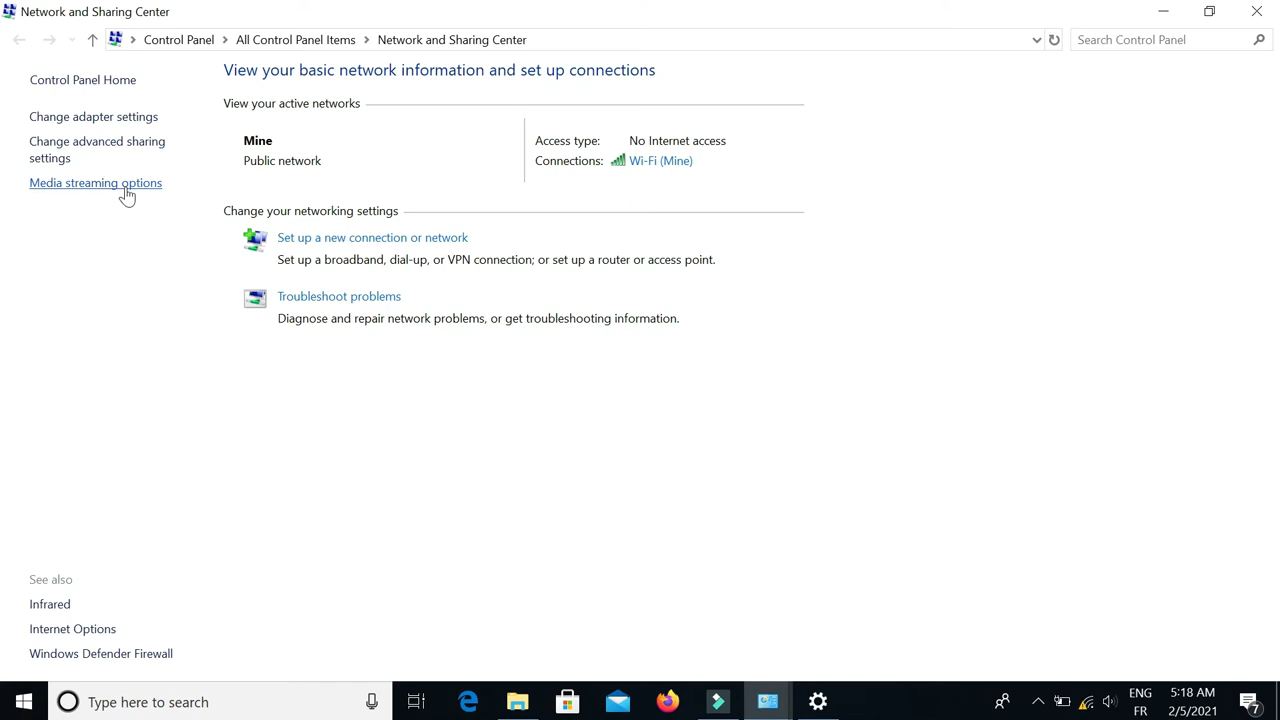 Network and Sharing Center
Control Panel
All Control Panel Items
Network and Sharing Center
Search Control Panel
Control Panel Home
Change adapter settings
Change advanced sharing
settings
Media streaming options
View your basic network information and set up connections
View your active networks
Mine
Public network
Access type: No Internet access
Connections: Wi-Fi (Mine)
Change your networking settings
Set up a new connection or network
Set up a broadband, dial-up, or VPN connection; or set up a router or access point.
Troubleshoot problems
Diagnose and repair network problems, or get troubleshooting information.
See also
Infrared
Internet Options
Windows Defender Firewall
Type here to search
ENG
FR
5:18 AM
2/5/2021
7